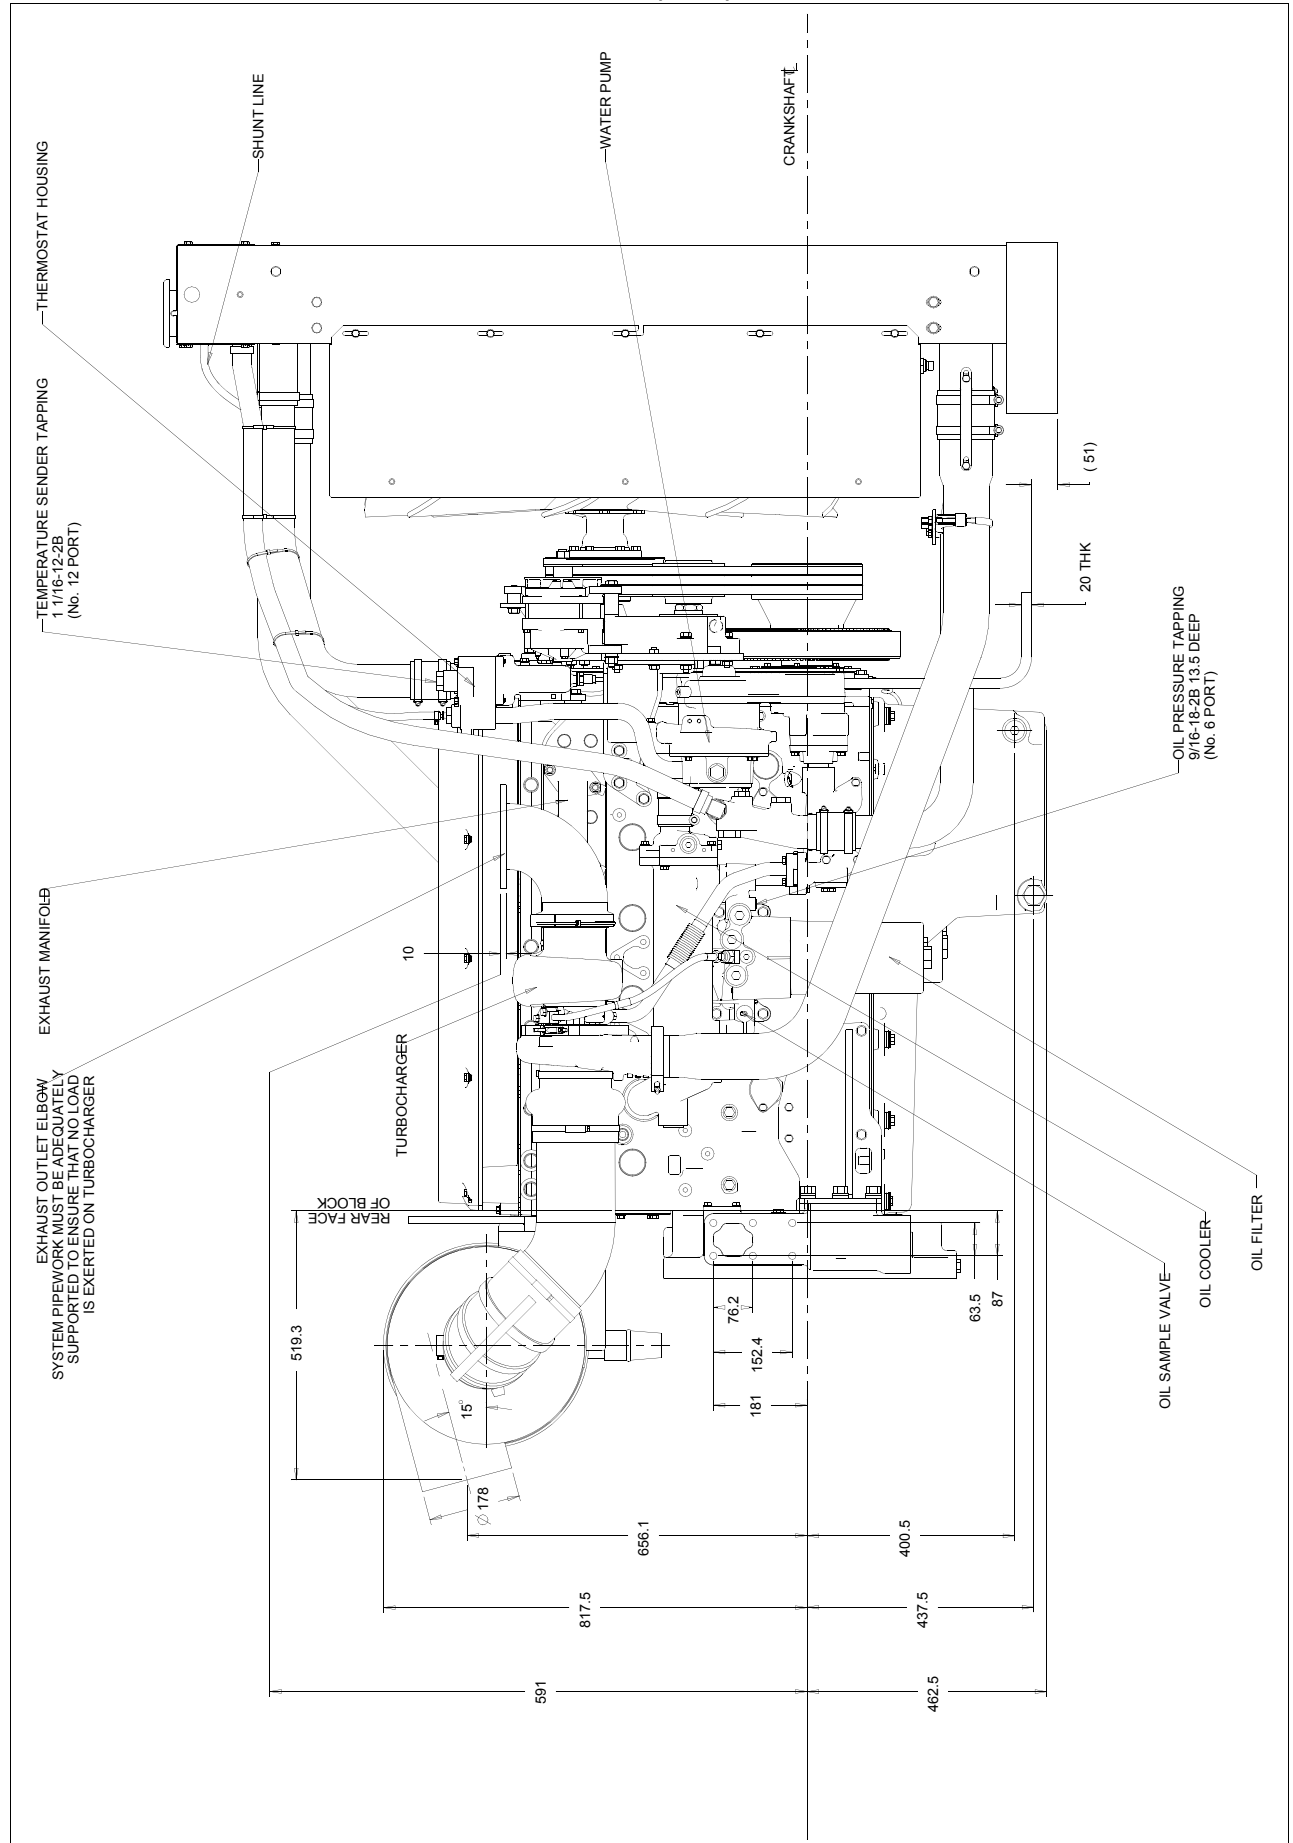 SHUNT LINE
WATER PUMP
CRANKSHAFT
THERMOSTAT HOUSING
TEMPERATURE SENDER TAPPING
1 1/16-12-2B
(No. 12 PORT)
( 51)
20 THK
OIL PRESSURE TAPPING
9/16-18-2B 13.5 DEEP
(No. 6 PORT)
EXHAUST MANIFOLD
10
EXHAUST OUTLET ELBOW
SYSTEM PIPEWORK MUST BE ADEQUATELY
SUPPORTED TO ENSURE THAT NO LOAD
IS EXERTED ON TURBOCHARGER
TURBOCHARGER
REAR FACE
OF BLOCK
519.3
15°
Ø 178
76.2
152.4
181
63.5
87
OIL SAMPLE VALVE
OIL COOLER
OIL FILTER
656.1
400.5
817.5
437.5
591
462.5